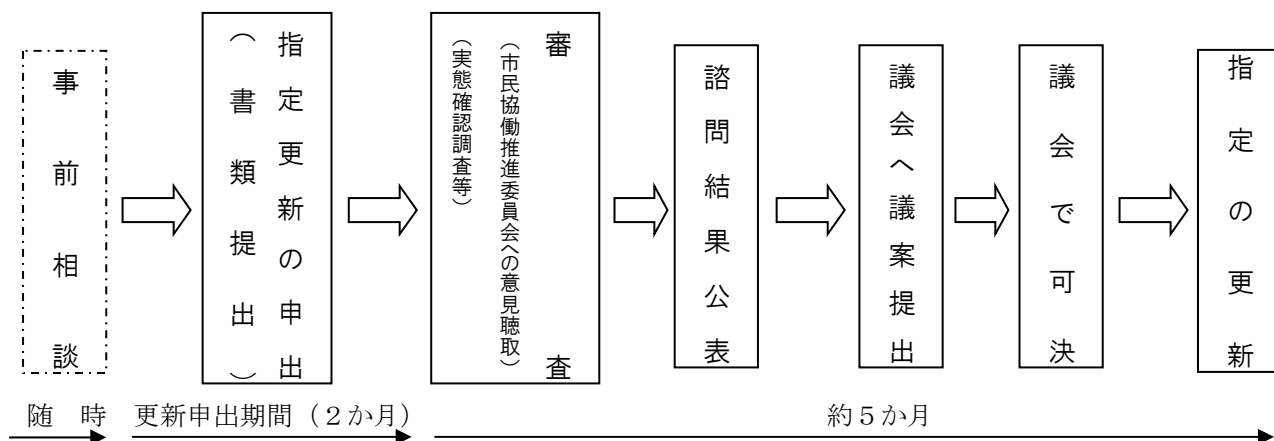 事前相談
指定更新の申出
（書類提出）
審査
（市民協働推進委員会への意見聴取）
（実態確認調査等）
諮問結果公表
議会へ議案提出
議会で可決
指定の更新
随　時
更新申出期間（２か月）
約５か月